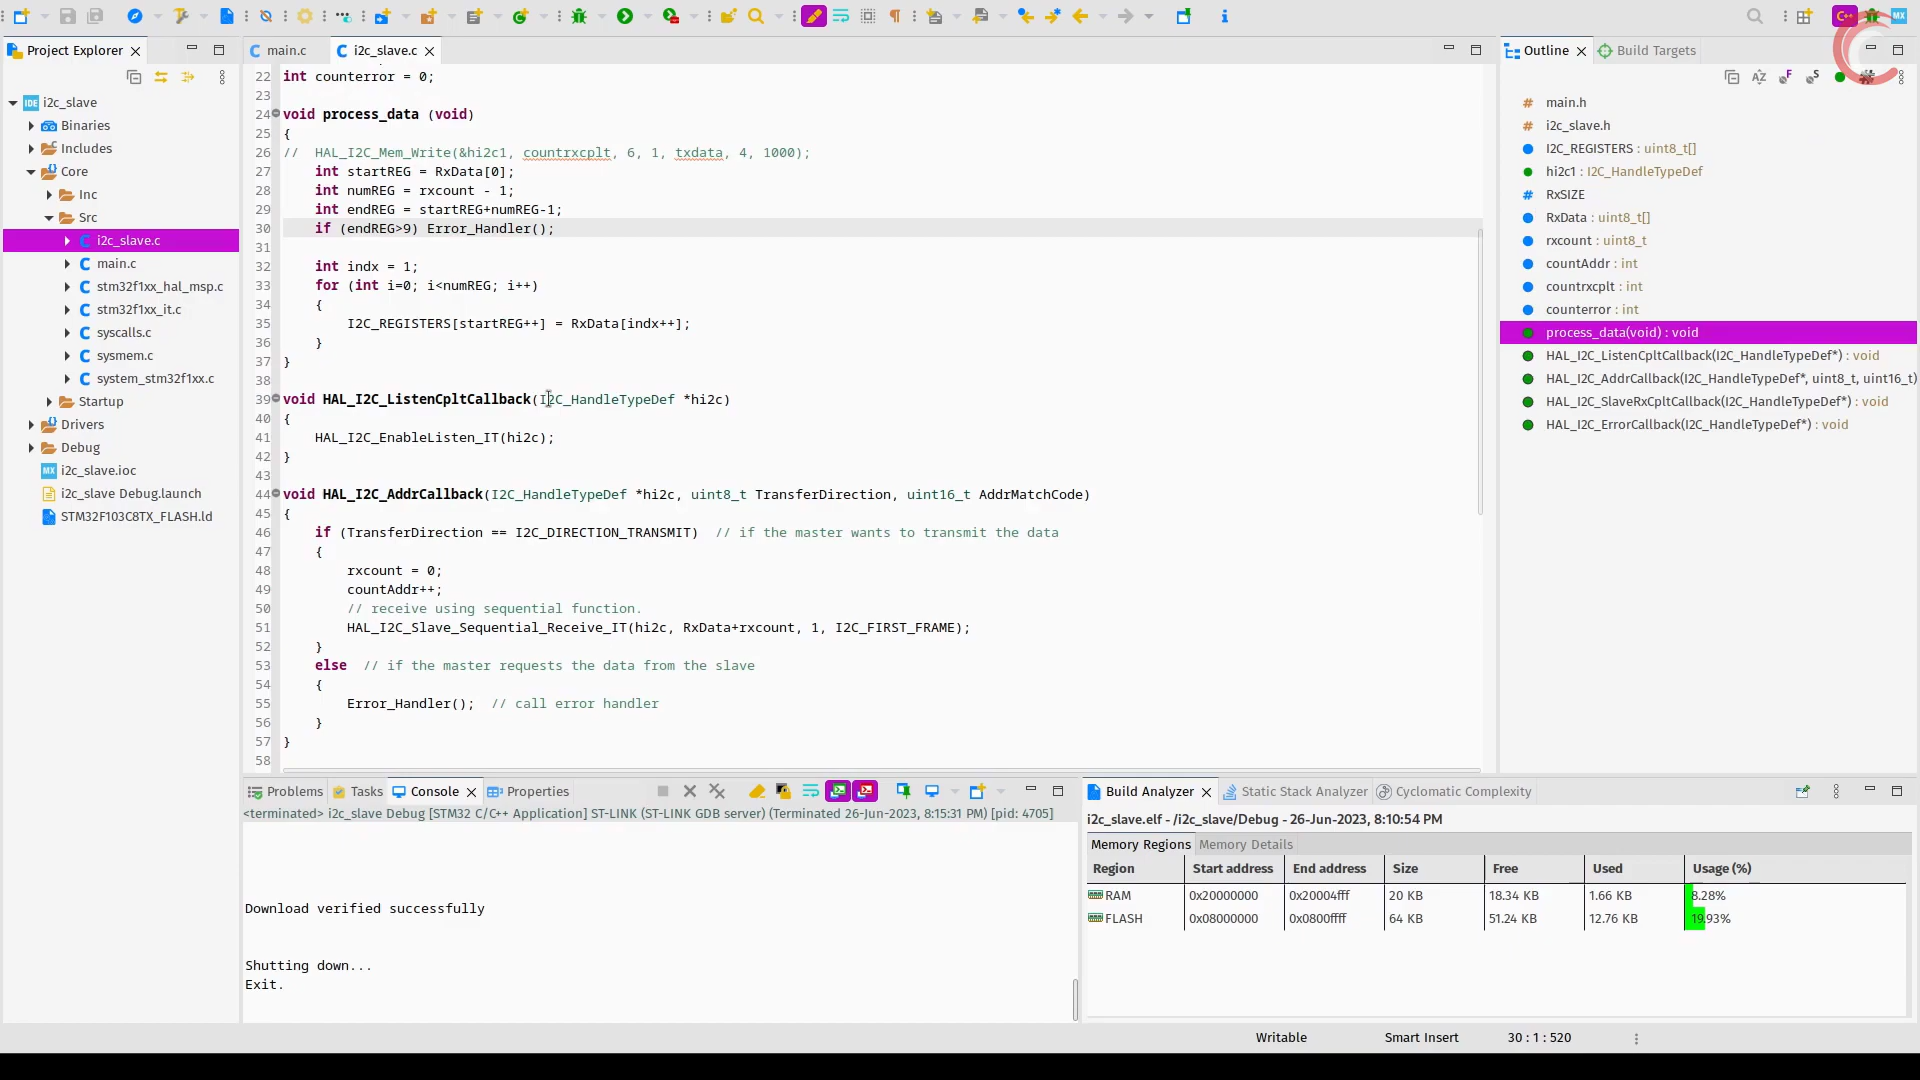 Project Explorer
main.c
i2c_slave.c
Outline
Build Targets
i2c_slave
Binaries
Includes
Core
Inc
Src
i2c_slave.c
main.c
stm32f1xx_hal_msp.c
stm32f1xx_it.c
syscalls.c
sysmem.c
system_stm32f1xx.c
Startup
Drivers
Debug
i2c_slave.ioc
i2c_slave Debug.launch
STM32F103C8TX_FLASH.ld
22 int counterror = 0;
23
24 void process_data (void)
25 {
26 //  HAL_I2C_Mem_Write(&hi2c1, countrxcplt, 6, 1, txdata, 4, 1000);
27     int startREG = RxData[0];
28     int numREG = rxcount - 1;
29     int endREG = startREG+numREG-1;
30     if (endREG>9) Error_Handler();
31
32     int indx = 1;
33     for (int i=0; i<numREG; i++)
34     {
35         I2C_REGISTERS[startREG++] = RxData[indx++];
36     }
37 }
38
39 void HAL_I2C_ListenCpltCallback(I2C_HandleTypeDef *hi2c)
40 {
41     HAL_I2C_EnableListen_IT(hi2c);
42 }
43
44 void HAL_I2C_AddrCallback(I2C_HandleTypeDef *hi2c, uint8_t TransferDirection, uint16_t AddrMatchCode)
45 {
46     if (TransferDirection == I2C_DIRECTION_TRANSMIT)  // if the master wants to transmit the data
47     {
48         rxcount = 0;
49         countAddr++;
50         // receive using sequential function.
51         HAL_I2C_Slave_Sequential_Receive_IT(hi2c, RxData+rxcount, 1, I2C_FIRST_FRAME);
52     }
53     else  // if the master requests the data from the slave
54     {
55         Error_Handler();  // call error handler
56     }
57 }
58
main.h
i2c_slave.h
I2C_REGISTERS : uint8_t[]
hi2c1 : I2C_HandleTypeDef
RxSIZE
RxData : uint8_t[]
rxcount : uint8_t
countAddr : int
countrxcplt : int
counterror : int
process_data(void) : void
HAL_I2C_ListenCpltCallback(I2C_HandleTypeDef*) : void
HAL_I2C_AddrCallback(I2C_HandleTypeDef*, uint8_t, uint16_t)
HAL_I2C_SlaveRxCpltCallback(I2C_HandleTypeDef*) : void
HAL_I2C_ErrorCallback(I2C_HandleTypeDef*) : void
Problems
Tasks
Console
Properties
<terminated> i2c_slave Debug [STM32 C/C++ Application] ST-LINK (ST-LINK GDB server) (Terminated 26-Jun-2023, 8:15:31 PM) [pid: 4705]
Download verified successfully
Shutting down...
Exit.
Build Analyzer
Static Stack Analyzer
Cyclomatic Complexity
i2c_slave.elf - /i2c_slave/Debug - 26-Jun-2023, 8:10:54 PM
Memory Regions
Memory Details
Region Start address End address Size Free Used Usage (%)
RAM 0x20000000 0x20004fff 20 KB 18.34 KB 1.66 KB 8.28%
FLASH 0x08000000 0x0800ffff 64 KB 51.24 KB 12.76 KB 19.93%
Writable
Smart Insert
30 : 1 : 520